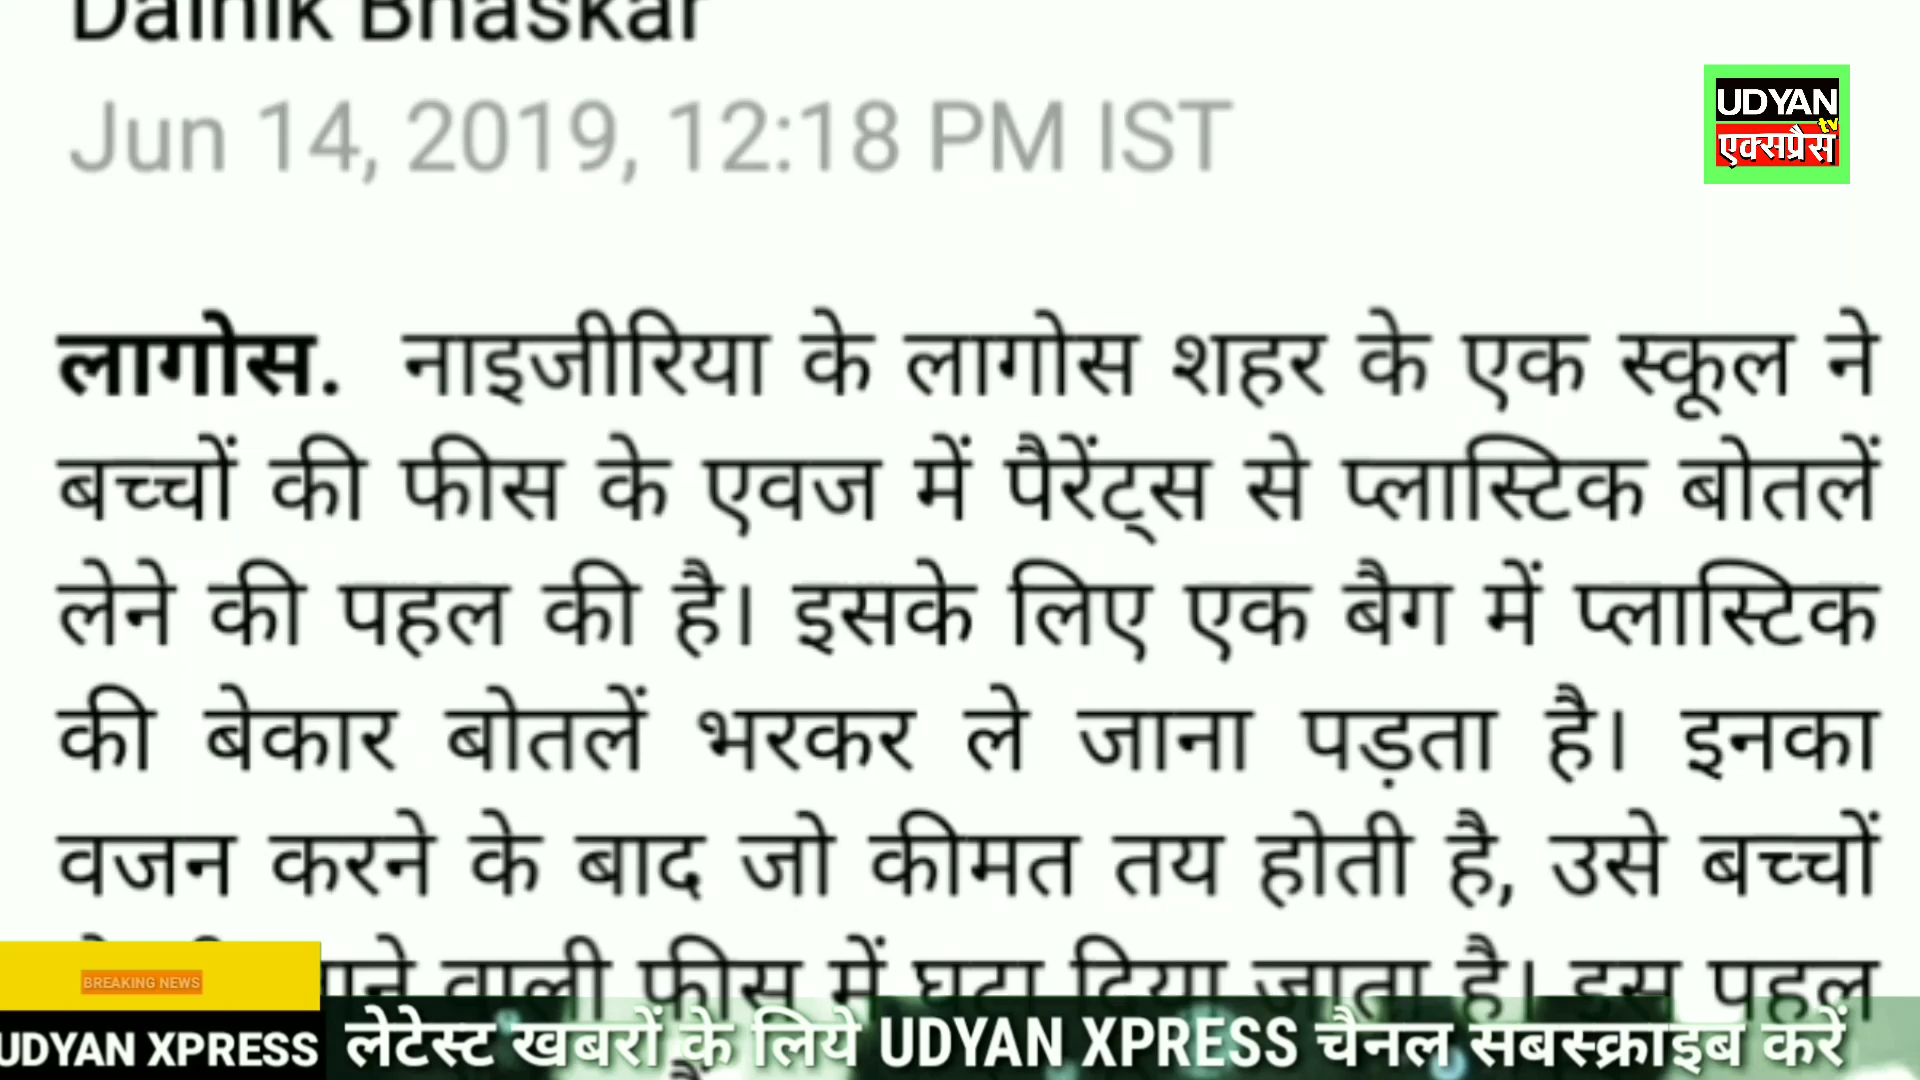 Dainik Bhaskar
Jun 14, 2019, 12:18 PM IST
UDYAN
tv
एक्सप्रैस
लागोस. नाइजीरिया के लागोस शहर के एक स्कूल ने
बच्चों की फीस के एवज में पैरेंट्स से प्लास्टिक बोतलें
लेने की पहल की है। इसके लिए एक बैग में प्लास्टिक
की बेकार बोतलें भरकर ले जाना पड़ता है। इनका
वजन करने के बाद जो कीमत तय होती है, उसे बच्चों
वाली फीस में घटा दिया जाता है। इस पहल
BREAKING NEWS
UDYAN XPRESS लेटेस्ट खबरों के लिये UDYAN XPRESS चैनल सबस्क्राइब करें